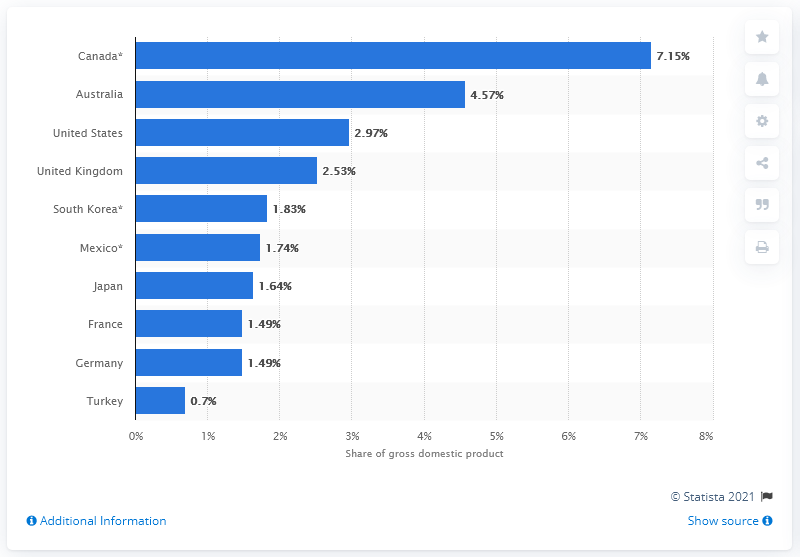 Canada* 7.15%
Australia 4.57%
United States 2.97%
United Kingdom 2.53%
South Korea* 1.83%
Mexico* 1.74%
Japan 1.64%
France 1.49%
Germany 1.49%
Turkey 0.7%
0% 1% 2% 3% 4% 5% 6% 7% 8%
Share of gross domestic product
© Statista 2021
Additional Information Show source